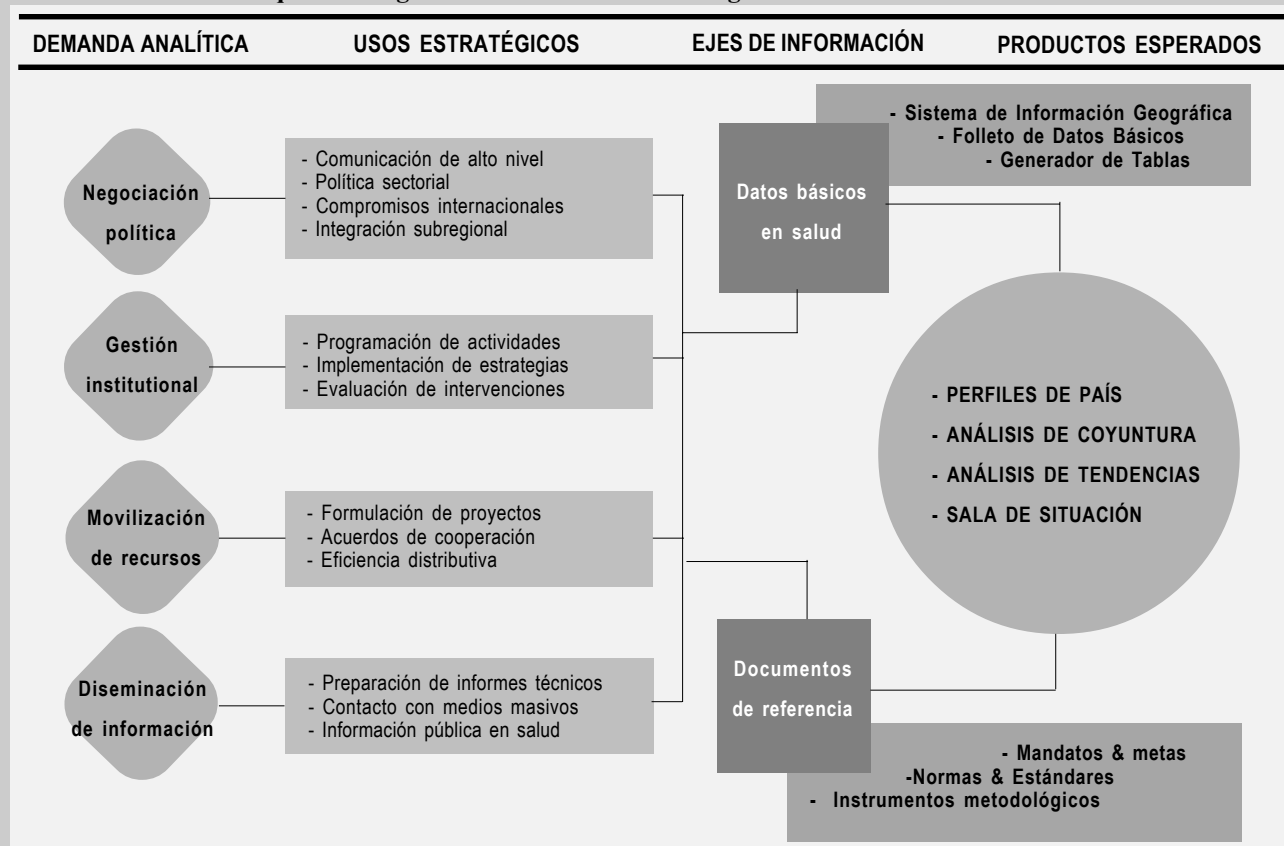 DEMANDA ANALÍTICA
USOS ESTRATÉGICOS
EJES DE INFORMACIÓN
PRODUCTOS ESPERADOS
Negociación
política
- Comunicación de alto nivel
- Política sectorial
- Compromisos internacionales
- Integración subregional
Gestión
institutional
- Programación de actividades
- Implementación de estrategias
- Evaluación de intervenciones
Movilización
de recursos
- Formulación de proyectos
- Acuerdos de cooperación
- Eficiencia distributiva
Diseminación
de información
- Preparación de informes técnicos
- Contacto con medios masivos
- Información pública en salud
Datos básicos
en salud
- Sistema de Información Geográfica
- Folleto de Datos Básicos
- Generador de Tablas
- PERFILES DE PAÍS
- ANÁLISIS DE COYUNTURA
- ANÁLISIS DE TENDENCIAS
- SALA DE SITUACIÓN
Documentos
de referencia
- Mandatos & metas
-Normas & Estándares
- Instrumentos metodológicos